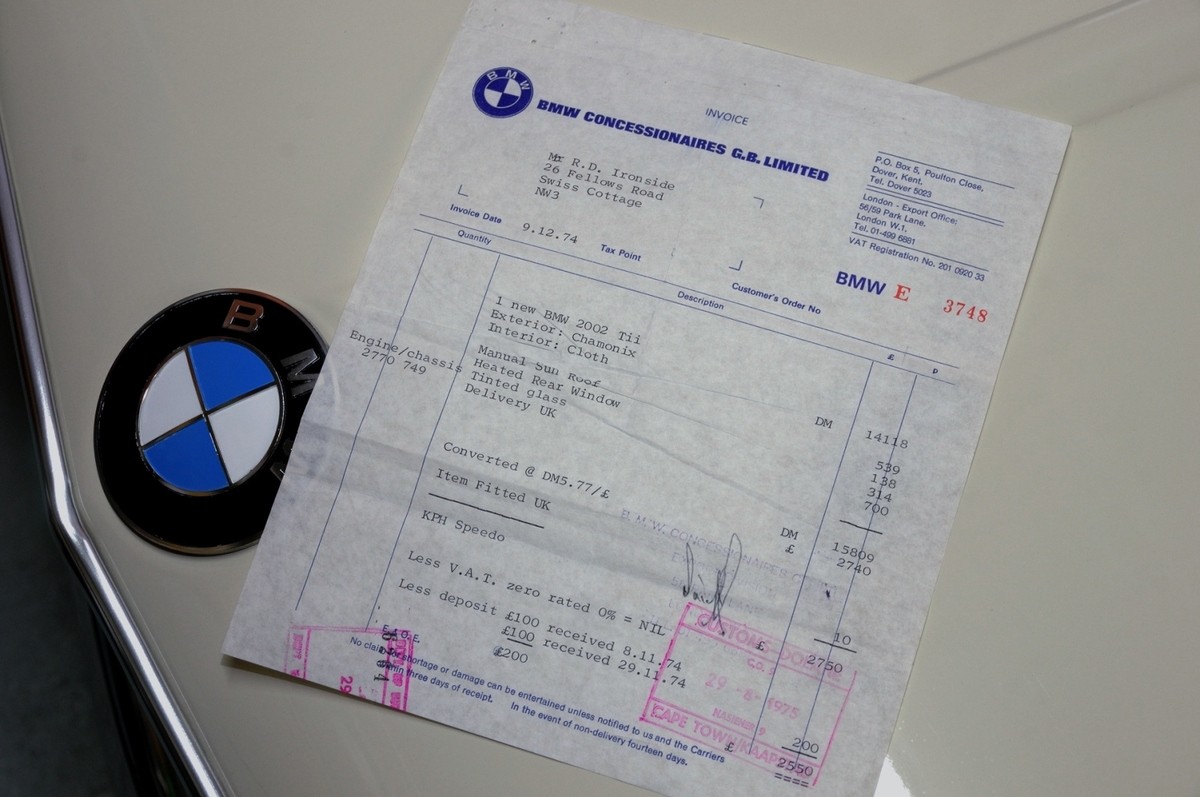 BMW
INVOICE
BMW CONCESSIONAIRES G.B. LIMITED
Mr R.D. Ironside
26 Fellows Road
Swiss Cottage
NW3
P.O. Box 5, Poulton Close,
Dover, Kent.
Tel. Dover 5023
London - Export Office:
56/59 Park Lane,
London W.1.
Tel. 01-499 6881
VAT Registration No. 201 0920 33
Invoice Date 9.12.74 Tax Point
Customer's Order No
BMW E 3748
Quantity Description £ p
1 new BMW 2002 Tii
Exterior: Chamonix
Interior: Cloth DM 14118
Engine/chassis
2770 749
Manual Sun Roof 539
Heated Rear Window 138
Tinted glass 314
Delivery UK 700
DM 15809
Converted @ DM5.77/£ £ 2740
Item Fitted UK
KPH Speedo 10
B.M.W. CONCESSIONAIRES
Less V.A.T. zero rated 0% = NIL £ 2750
Less deposit £100 received 8.11.74
£100 received 29.11.74
£200 200
£ 2550
====
CUSTOMS
29 -8- 1975
CAPE TOWN/KAAP
29
E. & O.E.
No claim for shortage or damage can be entertained unless notified to us and the Carriers
within three days of receipt. In the event of non-delivery fourteen days.
B M